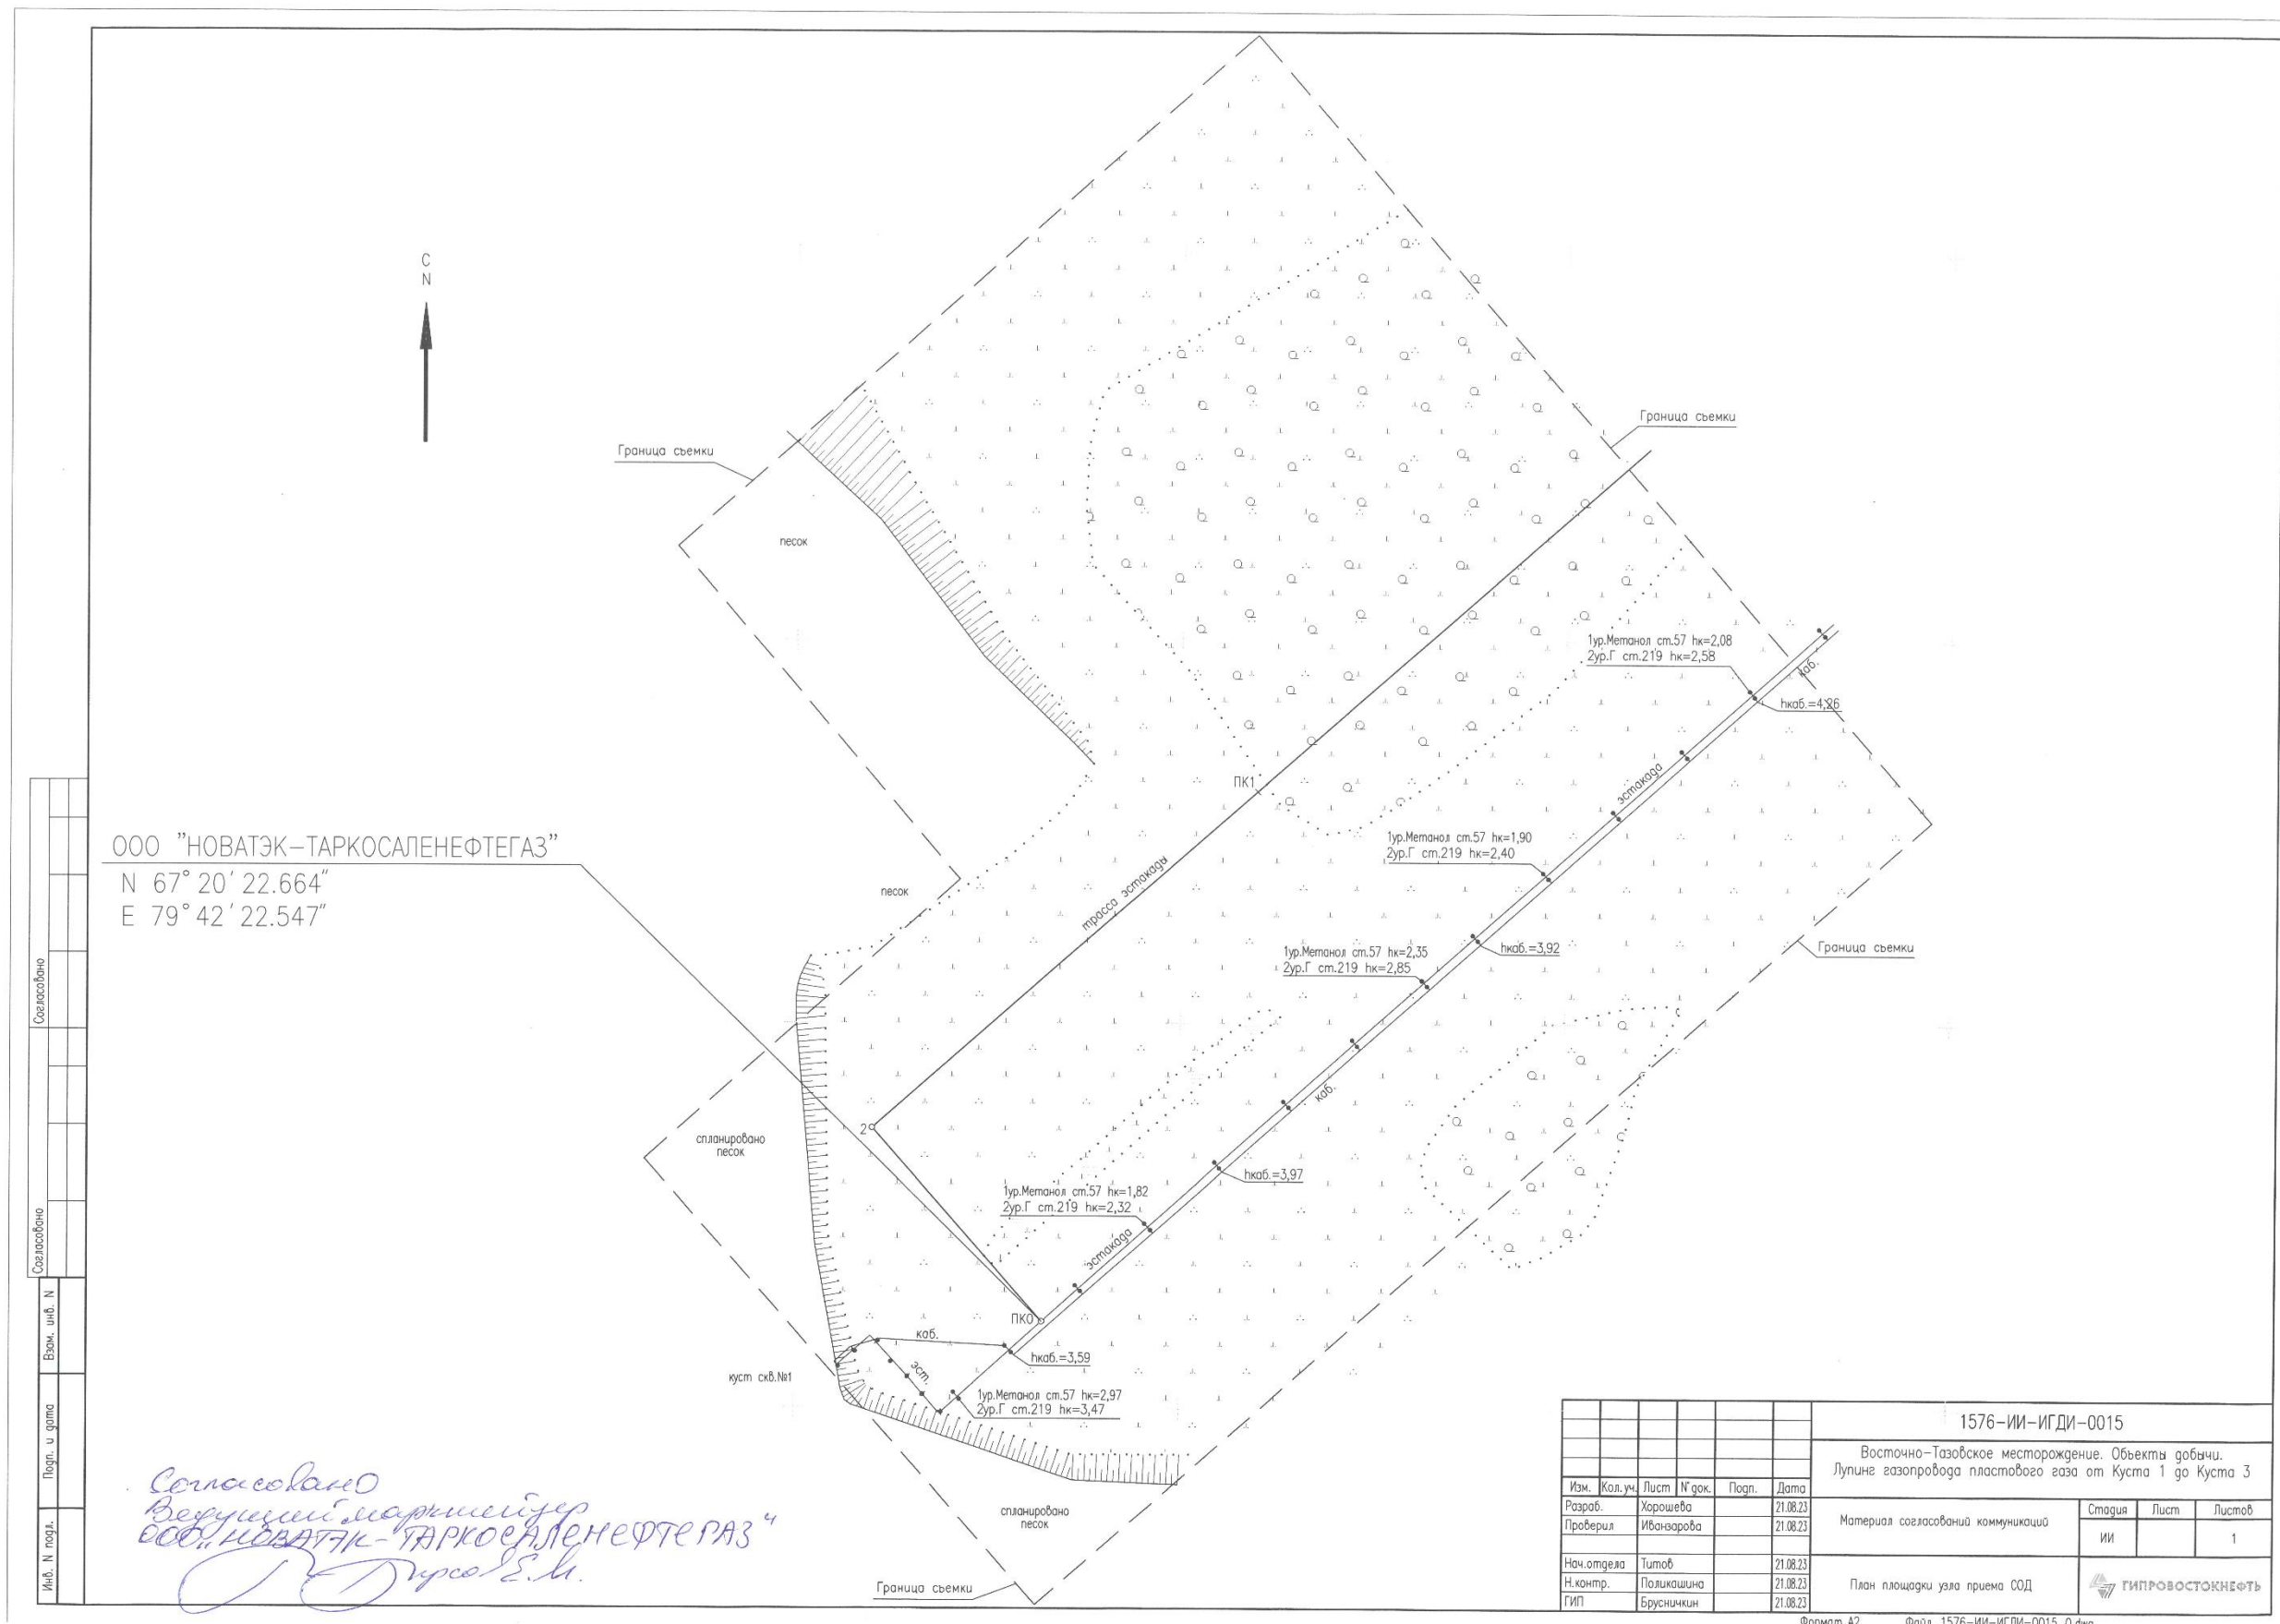 С
N
Граница съемки
Граница съемки
песок
1ур.Метанол ст.57 hк=2,08
2ур.Г ст.219 hк=2,58
каб.
hкаб.=4,26
эстакада
ПК1
1ур.Метанол ст.57 hк=1,90
2ур.Г ст.219 hк=2,40
ООО "НОВАТЭК-ТАРКОСАЛЕНЕФТЕГАЗ"
N 67° 20' 22.664"
E 79° 42' 22.547"
песок
трасса эстакады
hкаб.=3,92
Граница съемки
1ур.Метанол ст.57 hк=2,35
2ур.Г ст.219 hк=2,85
каб.
2
спланировано
песок
hкаб.=3,97
1ур.Метанол ст.57 hк=1,82
2ур.Г ст.219 hк=2,32
эстакада
ПК0
каб.
hкаб.=3,59
эст.
куст скв.№1
1ур.Метанол ст.57 hк=2,97
2ур.Г ст.219 hк=3,47
спланировано
песок
Граница съемки
Согласовано
Ведущий маркшейдер
ООО "НОВАТЭК-ТАРКОСАЛЕНЕФТЕГАЗ"
Е.М.
Согласовано
Согласовано
Взам. инв. N
Подп. и дата
Инв. N подл.
1576-ИИ-ИГДИ-0015
Восточно-Тазовское месторождение. Объекты добычи.
Лупинг газопровода пластового газа от Куста 1 до Куста 3
Изм. Кол.уч. Лист N°док. Подп. Дата
Разраб. Хорошева 21.08.23
Проверил Иванзарова 21.08.23
Материал согласований коммуникаций
Стадия Лист Листов
ИИ 1
Нач.отдела Титов 21.08.23
Н.контр. Поликашина 21.08.23
ГИП Брусничкин 21.08.23
План площадки узла приема СОД
ГИПРОВОСТОКНЕФТЬ
Формат А2 Файл 1576-ИИ-ИГДИ-0015_0.dwg